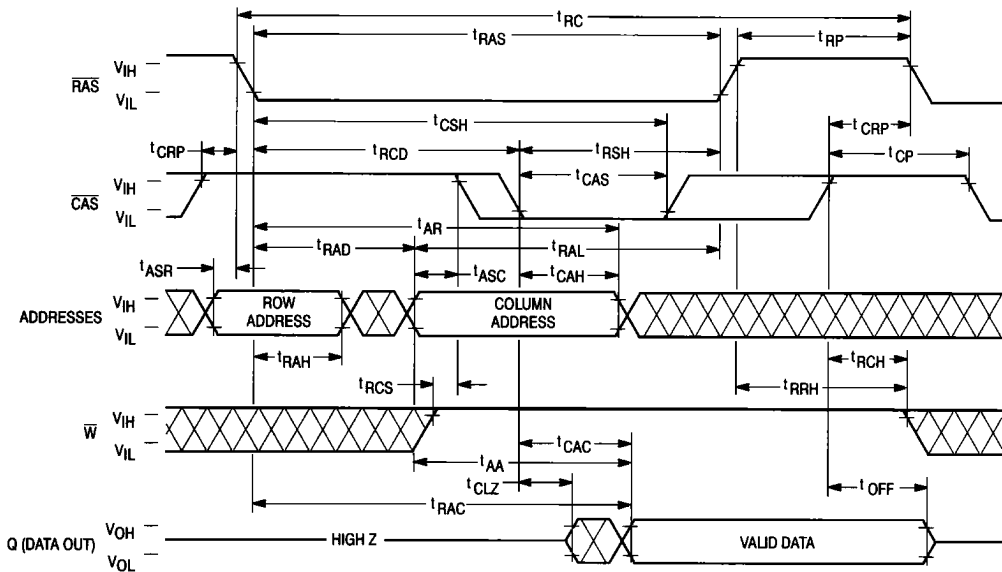 tRC
tRAS
tRP
RAS
VIH
VIL
tCSH
tCRP
tCRP
tRCD
tRSH
tCP
tCAS
CAS
VIH
VIL
tAR
tRAD
tRAL
tASR
tASC
tCAH
ADDRESSES
VIH
VIL
ROW
ADDRESS
COLUMN
ADDRESS
tRAH
tRCH
tRCS
tRRH
W
VIH
VIL
tCAC
tAA
tCLZ
tOFF
tRAC
Q (DATA OUT)
VOH
VOL
HIGH Z
VALID DATA